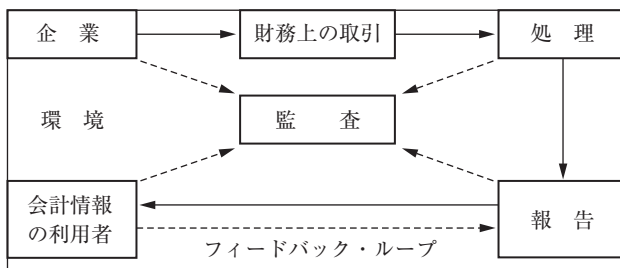 企 業
財務上の取引
処 理
環 境
監 査
会計情報
の利用者
報 告
フィードバック・ループ